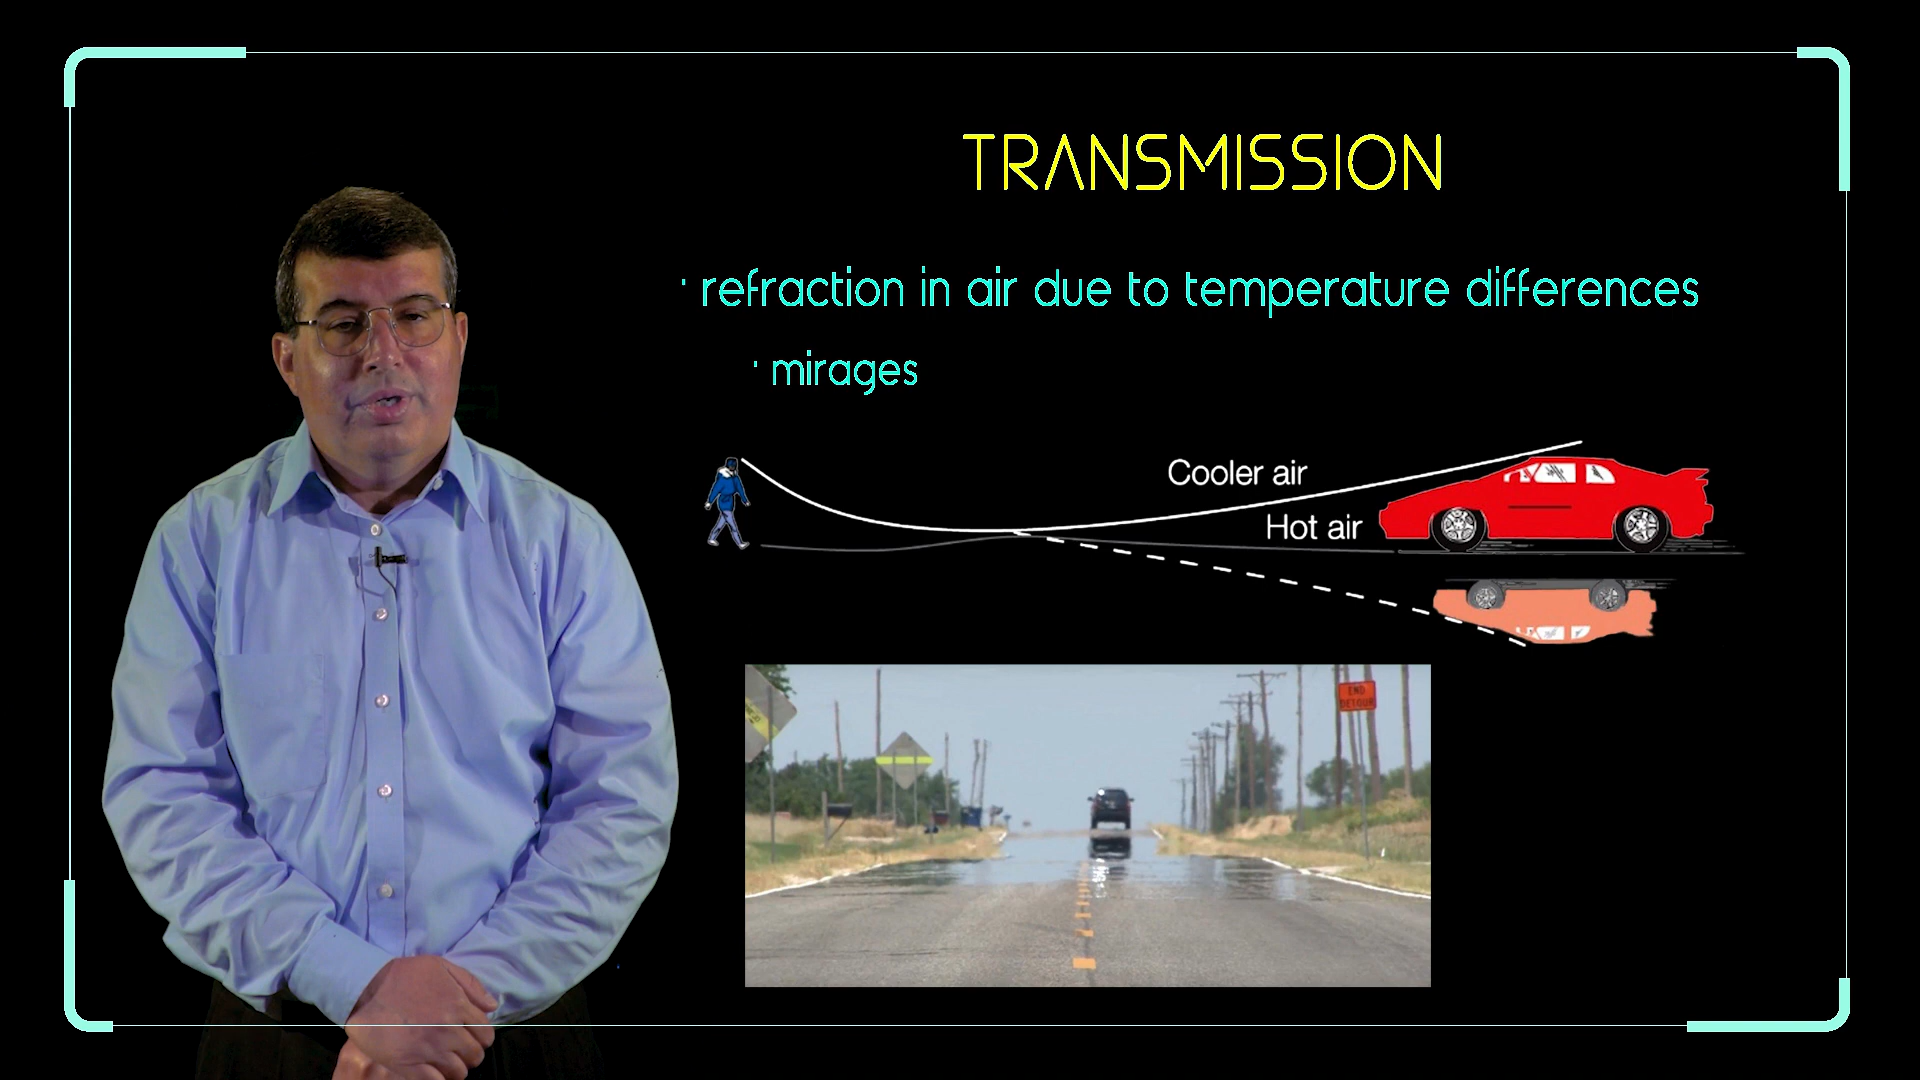 TRANSMISSION
· refraction in air due to temperature differences
· mirages
Cooler air
Hot air
END
DETOUR